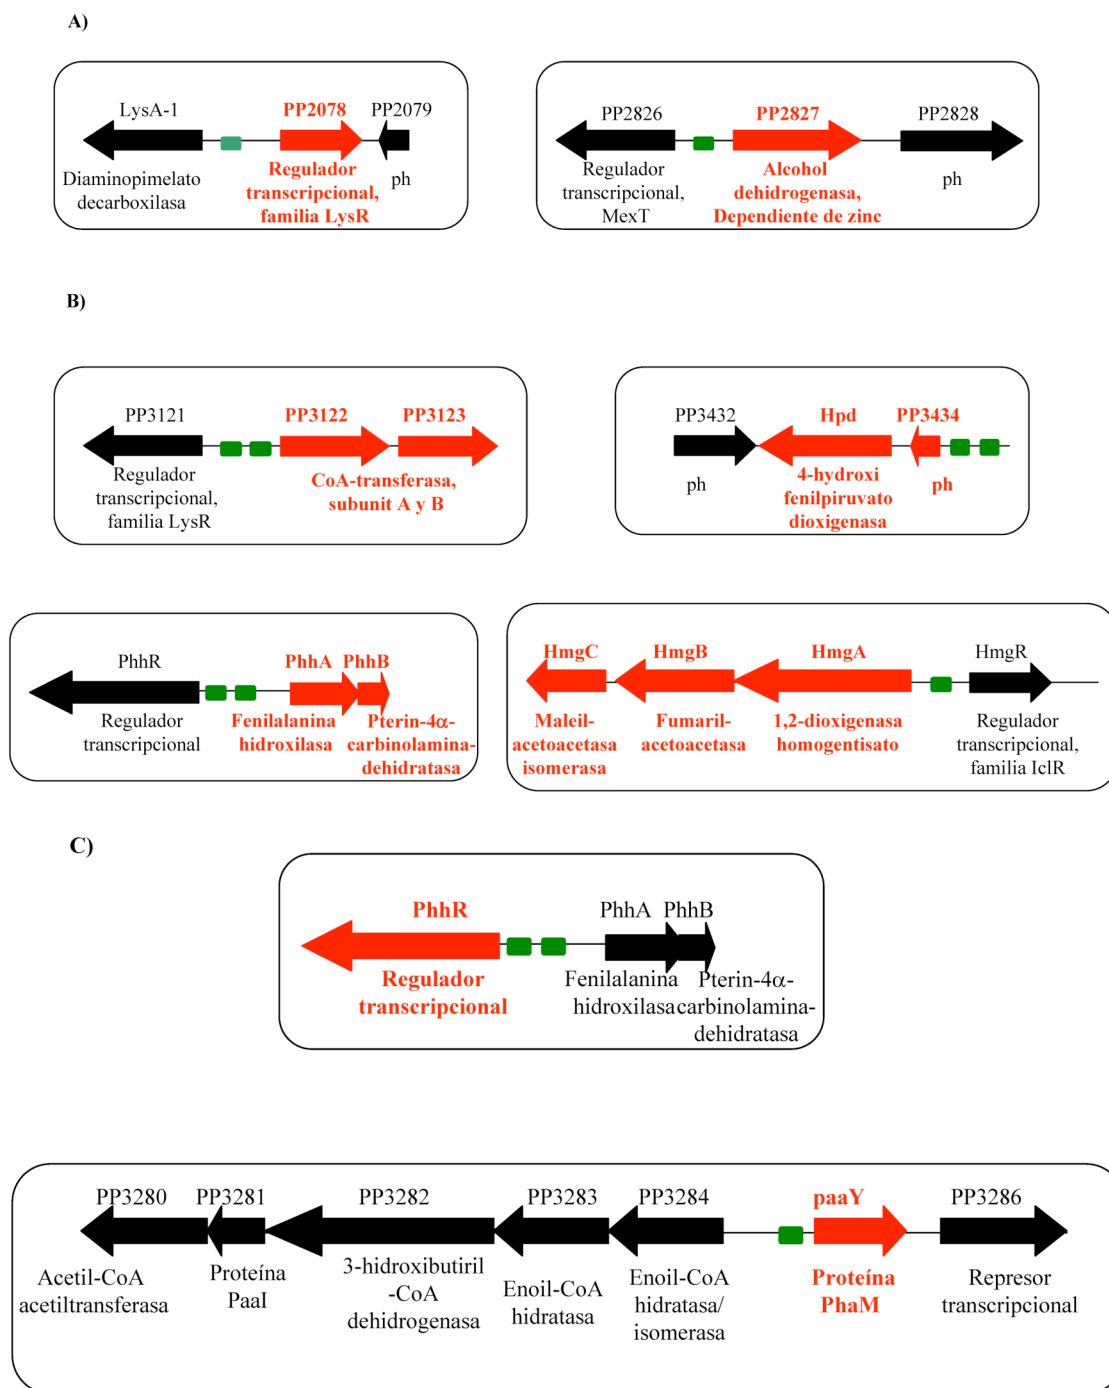 A)
LysA-1
PP2078
PP2079
Diaminopimelato
decarboxilasa
Regulador
transcripcional,
familia LysR
ph
PP2826
PP2827
PP2828
Regulador
transcripcional,
MexT
Alcohol
dehidrogenasa,
Dependiente de zinc
ph
B)
PP3121
PP3122
PP3123
Regulador
transcripcional,
familia LysR
CoA-transferasa,
subunit A y B
PP3432
Hpd
PP3434
ph
4-hydroxi
fenilpiruvato
dioxigenasa
ph
PhhR
PhhA
PhhB
Regulador
transcripcional
Fenilalanina
hidroxilasa
Pterin-4α-
carbinolamina-
dehidratasa
HmgC
HmgB
HmgA
HmgR
Maleil-
acetoacetasa
isomerasa
Fumaril-
acetoacetasa
1,2-dioxigenasa
homogentisato
Regulador
transcripcional,
familia IclR
C)
PhhR
PhhA
PhhB
Regulador
transcripcional
Fenilalanina
hidroxilasa
Pterin-4α-
carbinolamina-
dehidratasa
PP3280
PP3281
PP3282
PP3283
PP3284
paaY
PP3286
Acetil-CoA
acetiltransferasa
Proteína
PaaI
3-hidroxibutiril
-CoA
dehidrogenasa
Enoil-CoA
hidratasa
Enoil-CoA
hidratasa/
isomerasa
Proteína
PhaM
Represor
transcripcional